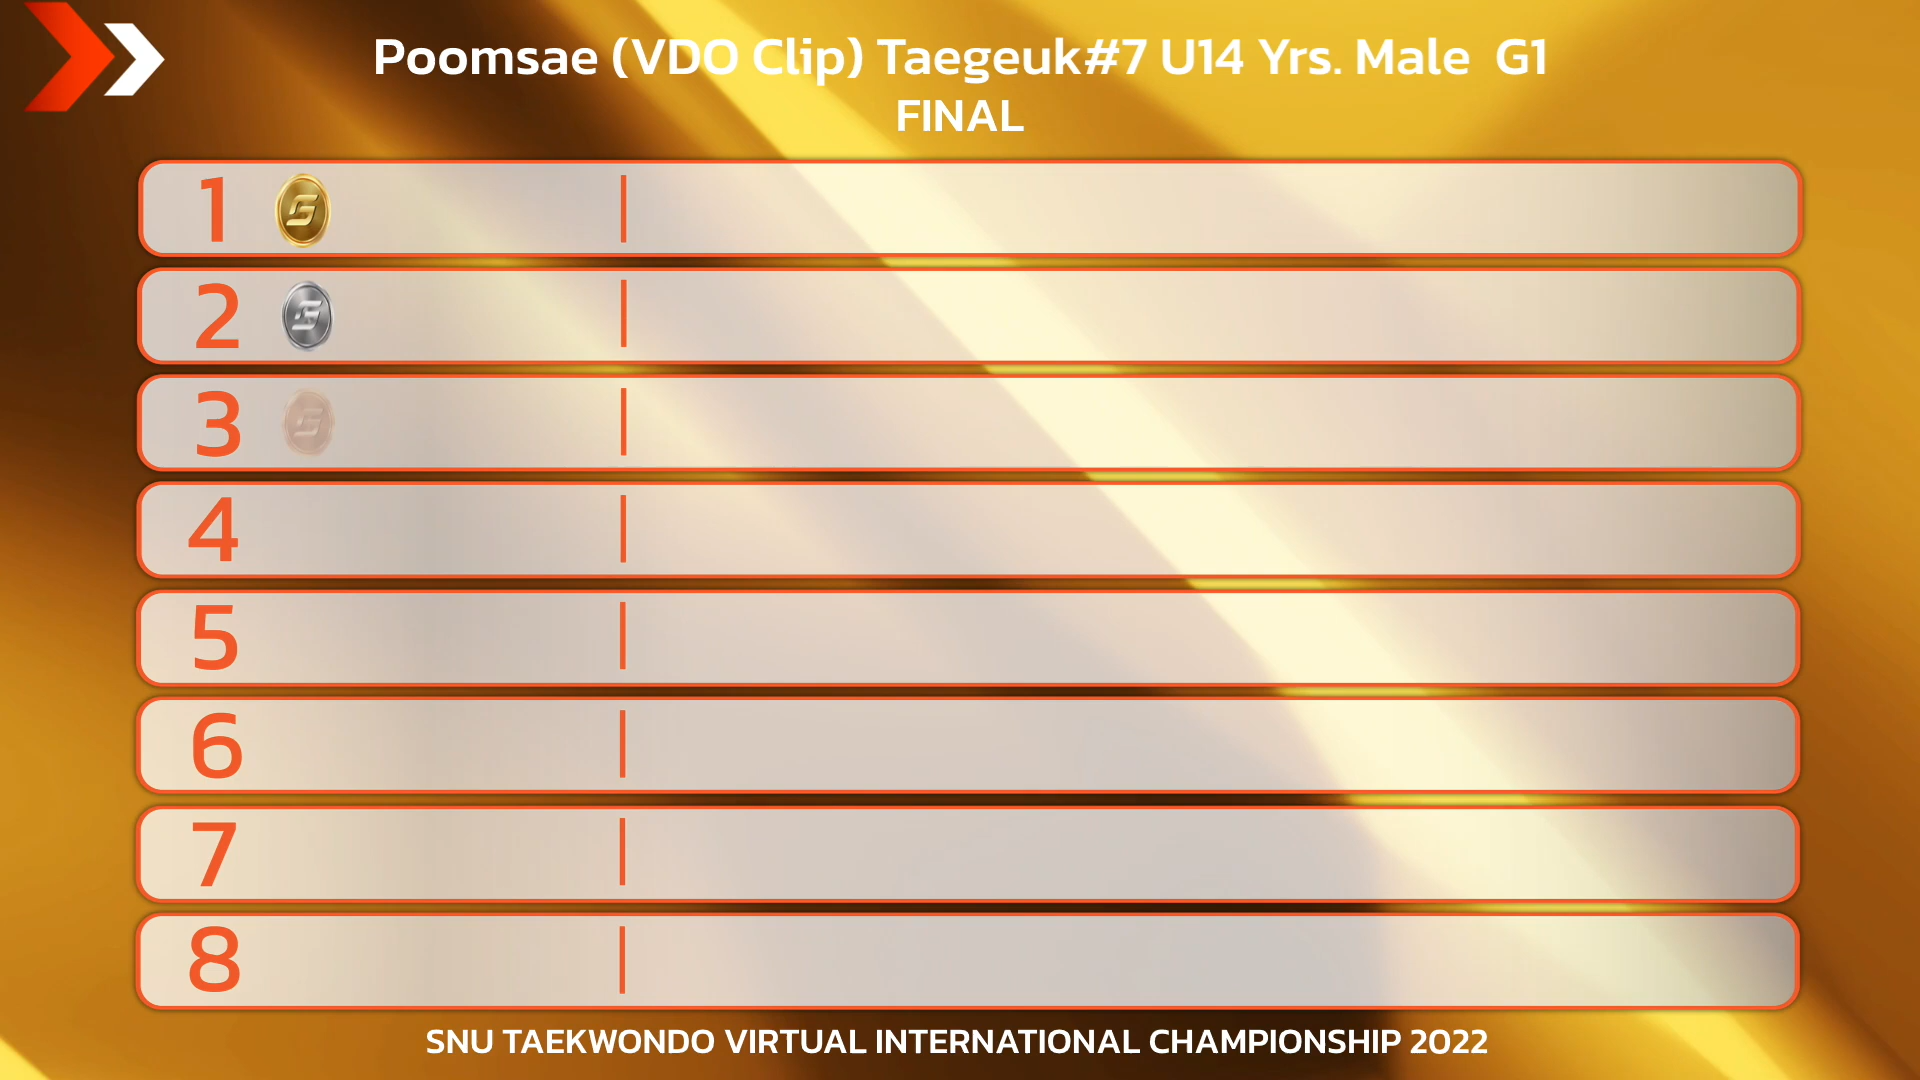 Poomsae (VDO Clip) Taegeuk#7 U14 Yrs. Male  G1
FINAL
1
2
3
4
5
6
7
8
SNU TAEKWONDO VIRTUAL INTERNATIONAL CHAMPIONSHIP 2022